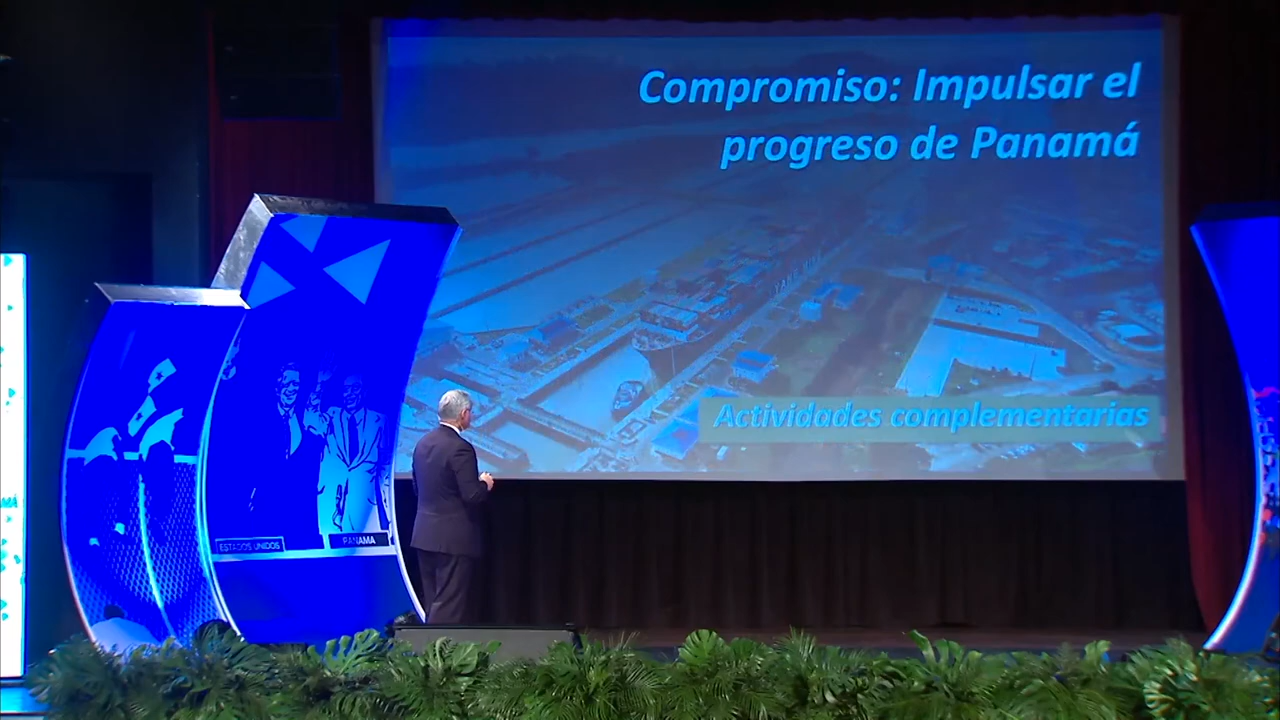 Compromiso: Impulsar el
progreso de Panamá
Actividades complementarias
ESTADOS UNIDOS
PANAMA